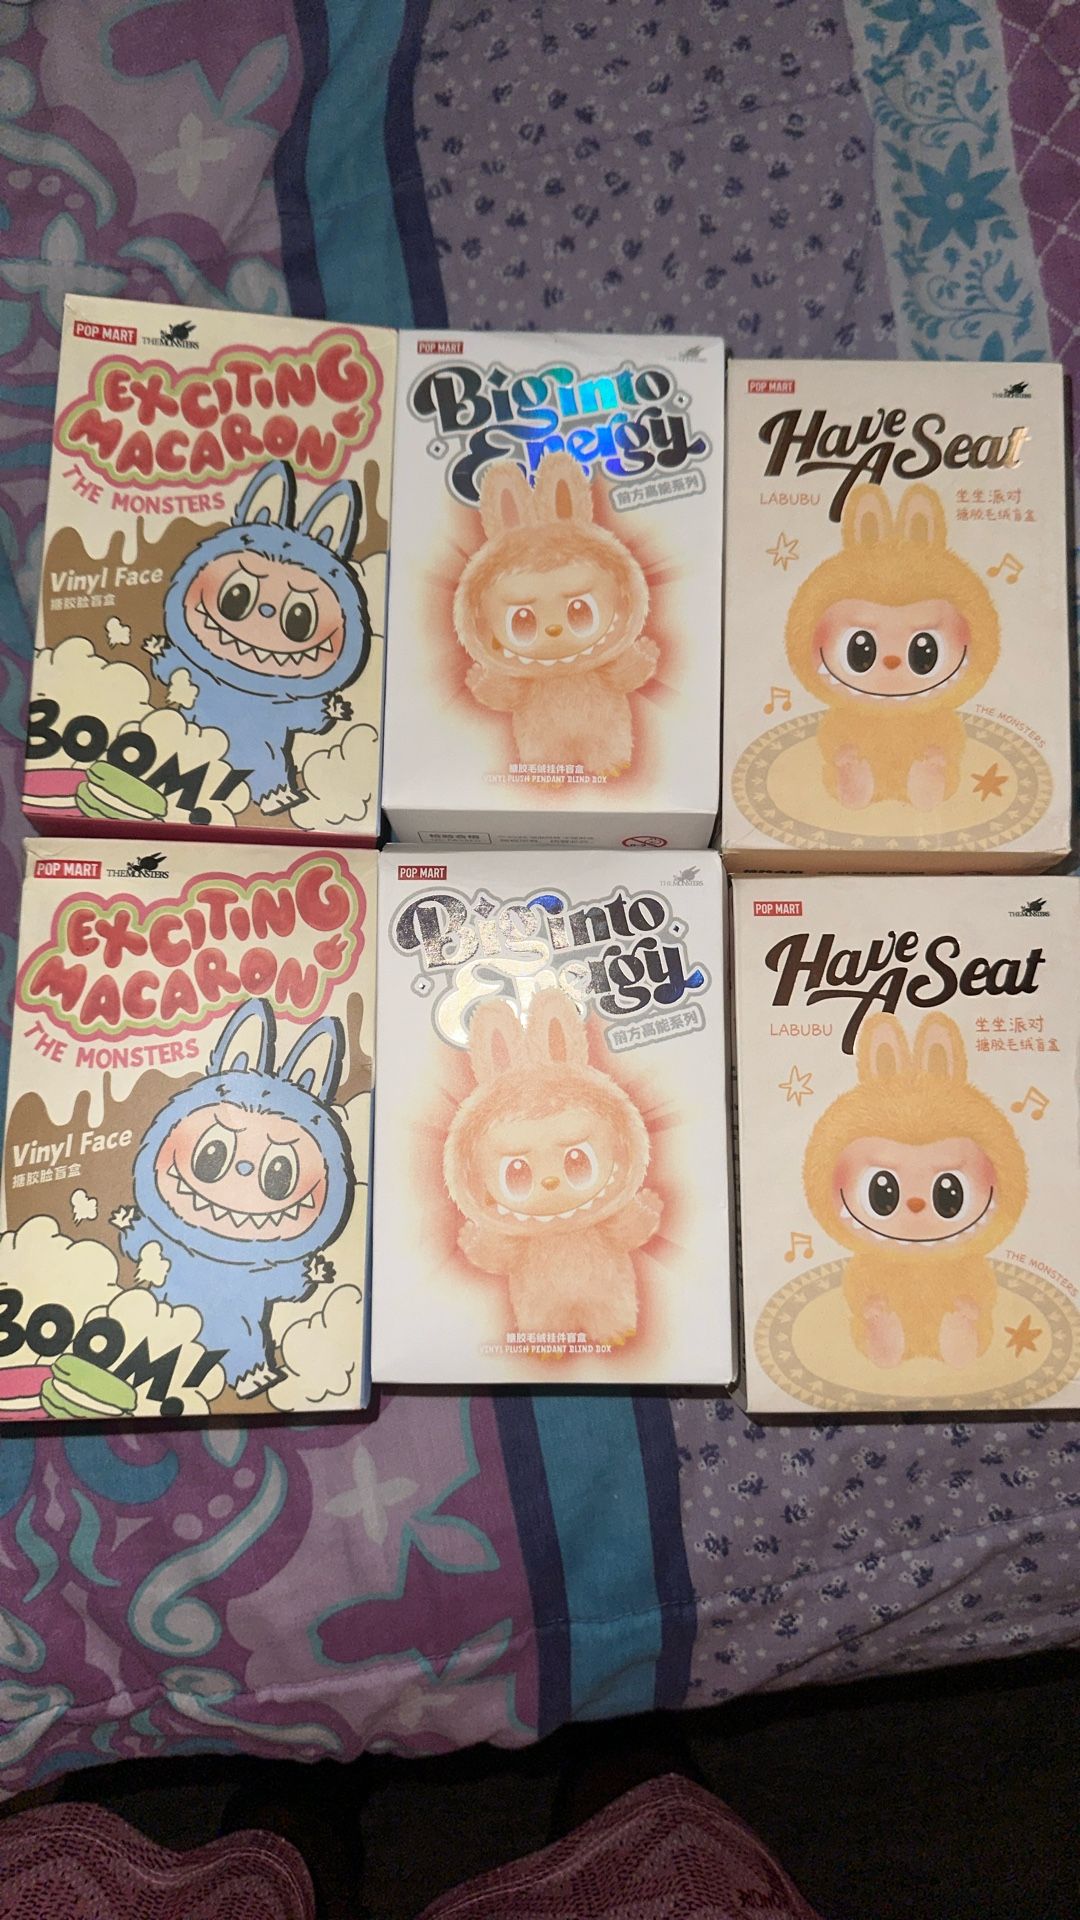 POP MART
THE MONSTERS
EXCITING
MACARON
THE MONSTERS
Vinyl Face
搪胶脸盲盒
BOOM!
POP MART
Big into
Energy
前方高能系列
搪胶毛绒挂件盲盒
VINYL PLUSH PENDANT BLIND BOX
POP MART
THE MONSTERS
Have
A Seat
LABUBU
坐坐派对
搪胶毛绒盲盒
THE MONSTERS
POP MART
THE MONSTERS
EXCITING
MACARON
THE MONSTERS
Vinyl Face
搪胶脸盲盒
BOOM!
POP MART
THE MONSTERS
Big into
Energy
前方高能系列
搪胶毛绒挂件盲盒
VINYL PLUSH PENDANT BLIND BOX
POP MART
THE MONSTERS
Have
A Seat
LABUBU
坐坐派对
搪胶毛绒盲盒
THE MONSTERS